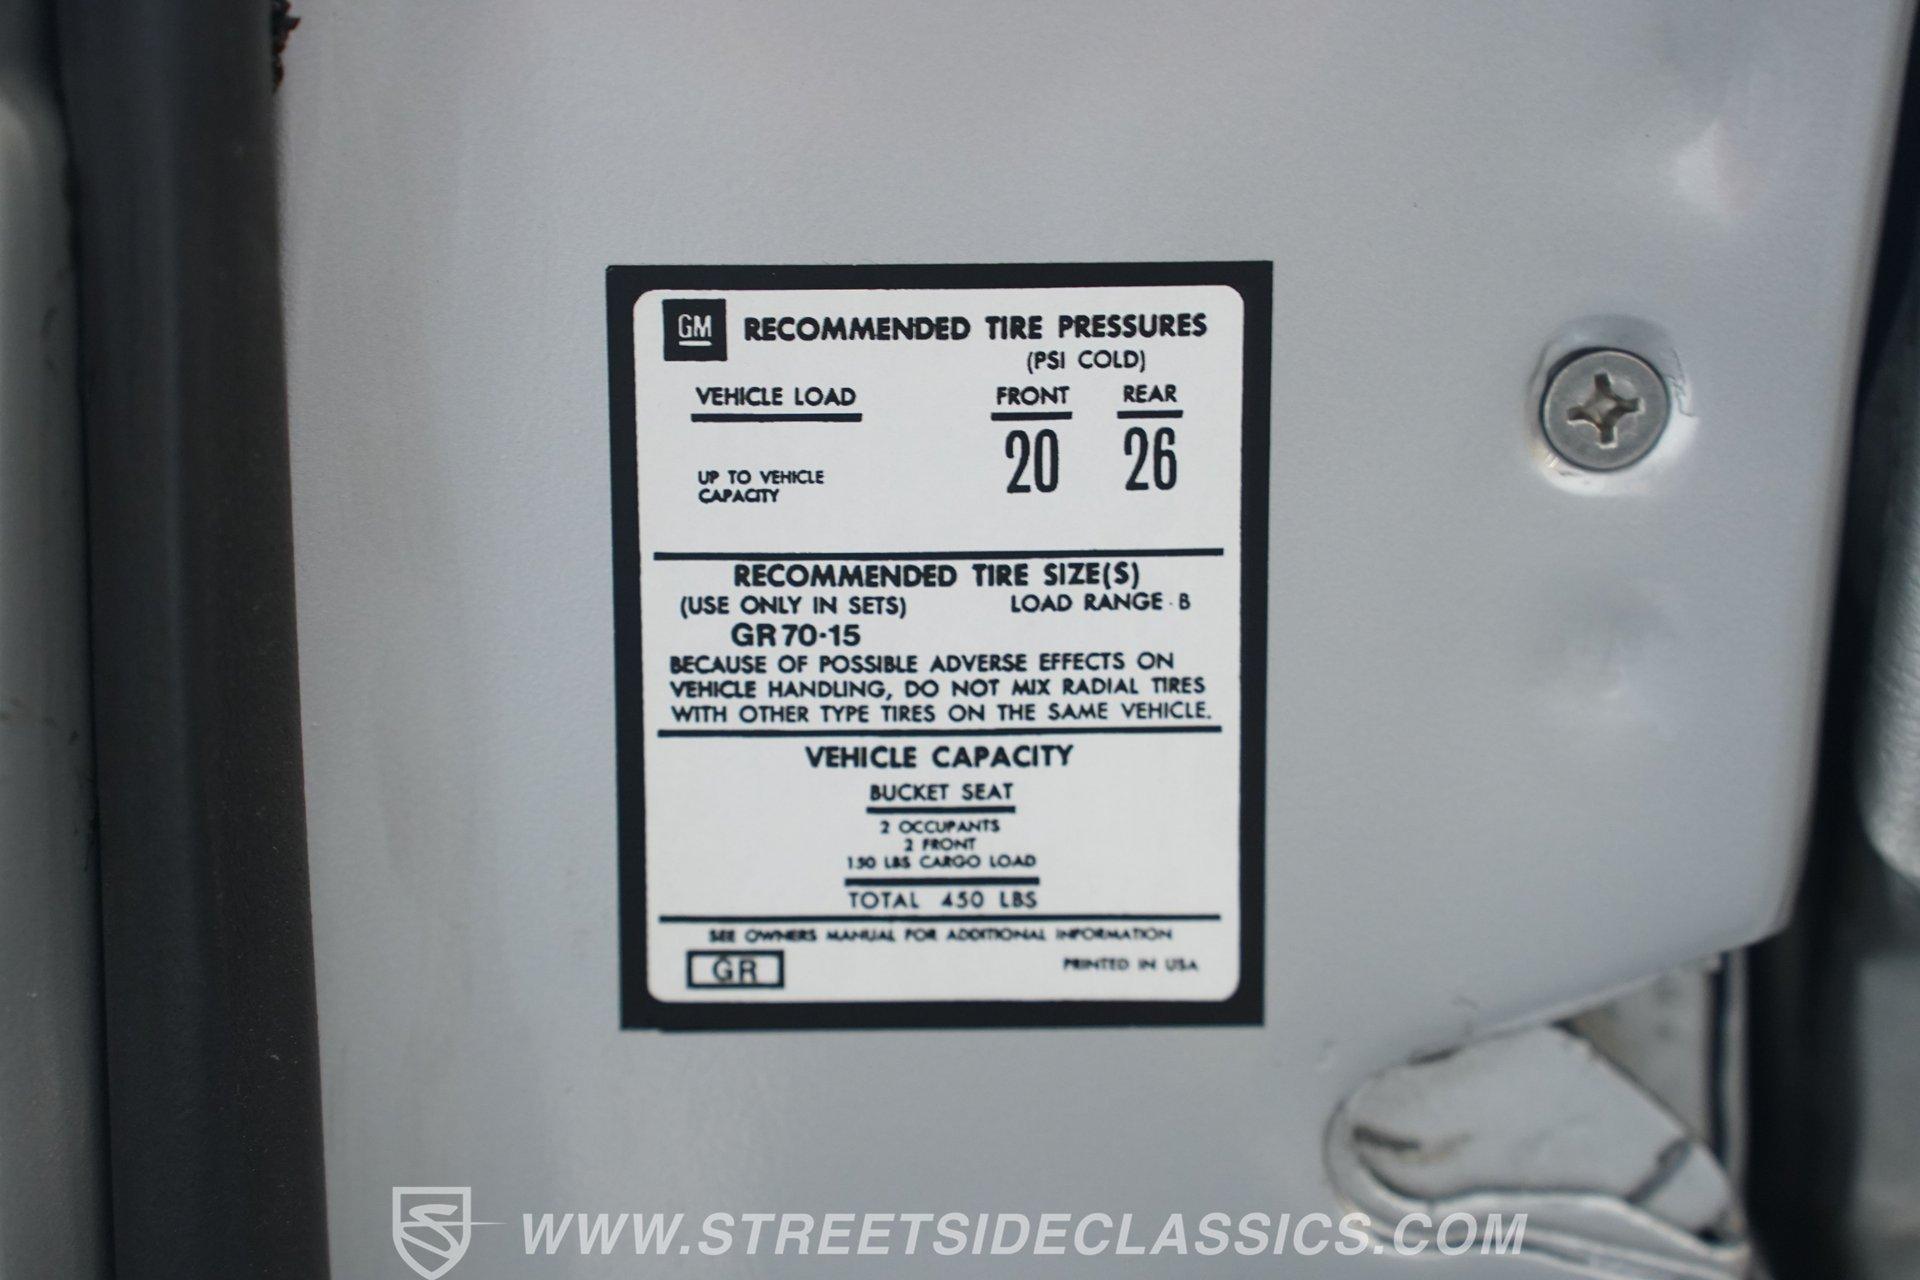 GM RECOMMENDED TIRE PRESSURES
(PSI COLD)
VEHICLE LOAD FRONT REAR
UP TO VEHICLE CAPACITY 20 26
RECOMMENDED TIRE SIZE(S)
(USE ONLY IN SETS) LOAD RANGE - B
GR70-15
BECAUSE OF POSSIBLE ADVERSE EFFECTS ON
VEHICLE HANDLING, DO NOT MIX RADIAL TIRES
WITH OTHER TYPE TIRES ON THE SAME VEHICLE.
VEHICLE CAPACITY
BUCKET SEAT
2 OCCUPANTS
2 FRONT
150 LBS CARGO LOAD
TOTAL 450 LBS
SEE OWNERS MANUAL FOR ADDITIONAL INFORMATION
GR PRINTED IN USA
WWW.STREETSIDECLASSICS.COM